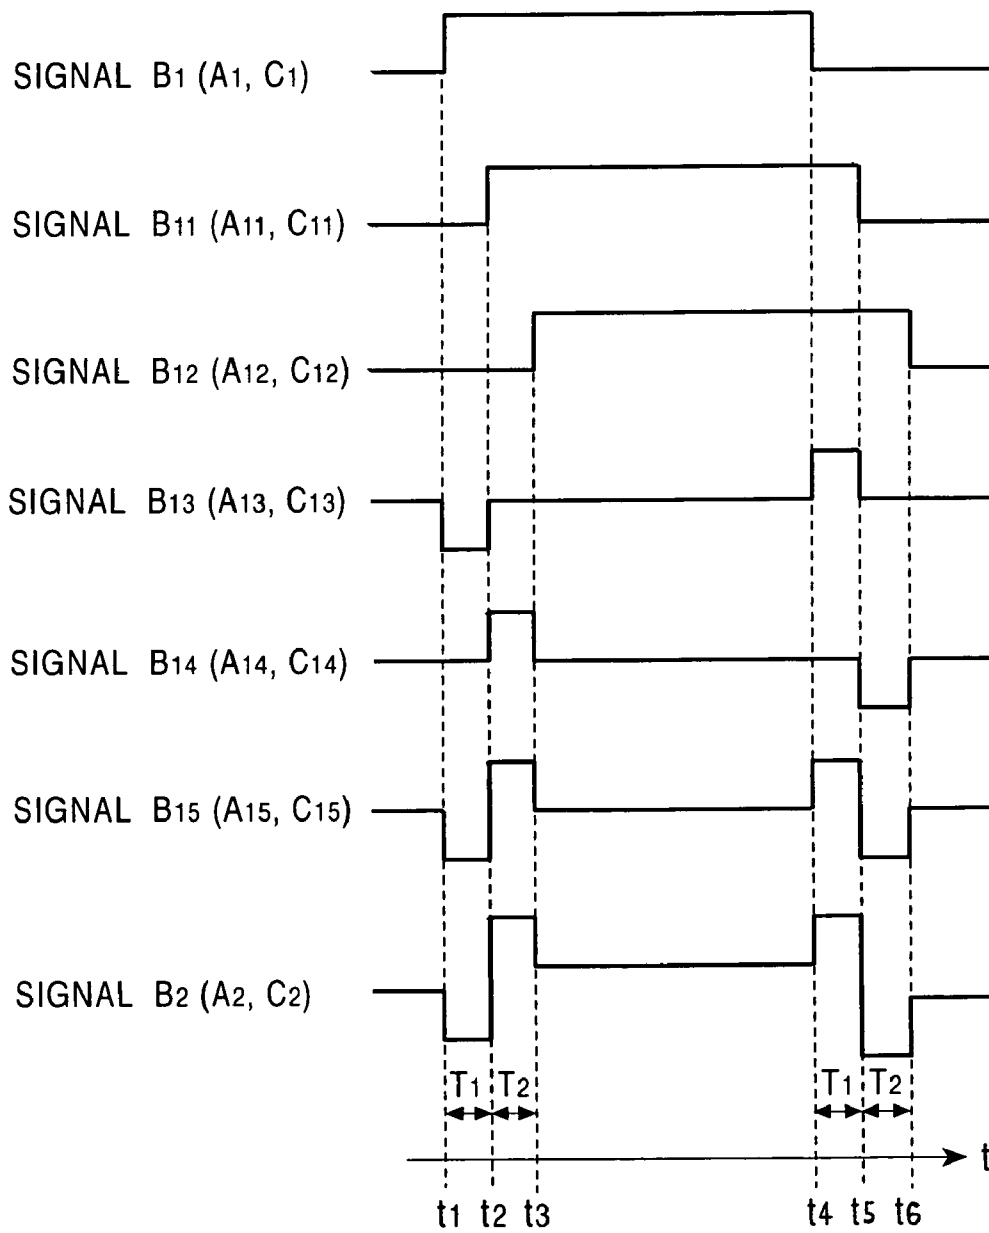 SIGNAL B1 (A1, C1)
SIGNAL B11 (A11, C11)
SIGNAL B12 (A12, C12)
SIGNAL B13 (A13, C13)
SIGNAL B14 (A14, C14)
SIGNAL B15 (A15, C15)
SIGNAL B2 (A2, C2)
T1 T2 T1 T2
t
t1 t2 t3 t4 t5 t6